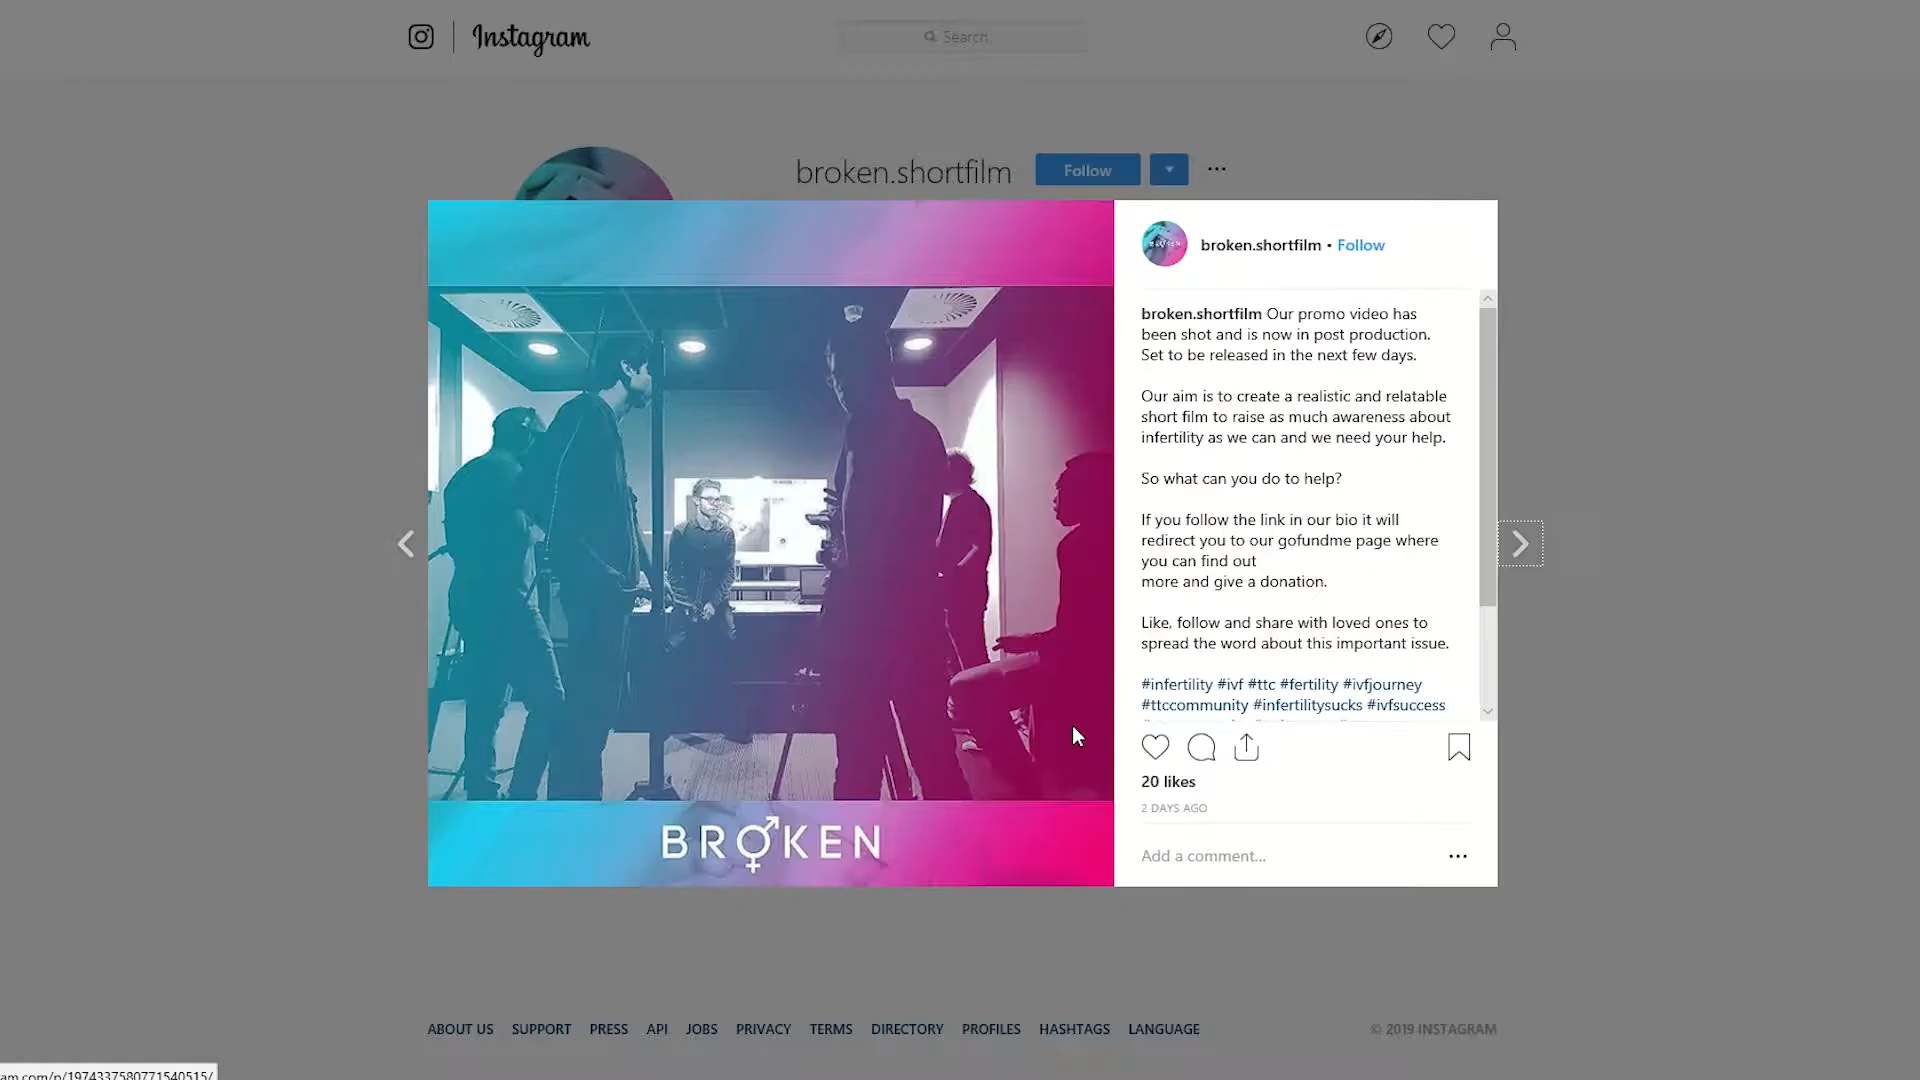 Instagram
Search
broken.shortfilm
Follow
broken.shortfilm • Follow
broken.shortfilm Our promo video has
been shot and is now in post production.
Set to be released in the next few days.
Our aim is to create a realistic and relatable
short film to raise as much awareness about
infertility as we can and we need your help.
So what can you do to help?
If you follow the link in our bio it will
redirect you to our gofundme page where
you can find out
more and give a donation.
Like, follow and share with loved ones to
spread the word about this important issue.
#infertility #ivf #ttc #fertility #ivfjourney
#ttccommunity #infertilitysucks #ivfsuccess
20 likes
2 DAYS AGO
Add a comment...
BROKEN
ABOUT US SUPPORT PRESS API JOBS PRIVACY TERMS DIRECTORY PROFILES HASHTAGS LANGUAGE
© 2019 INSTAGRAM
am.com/p/1974337580771540515/